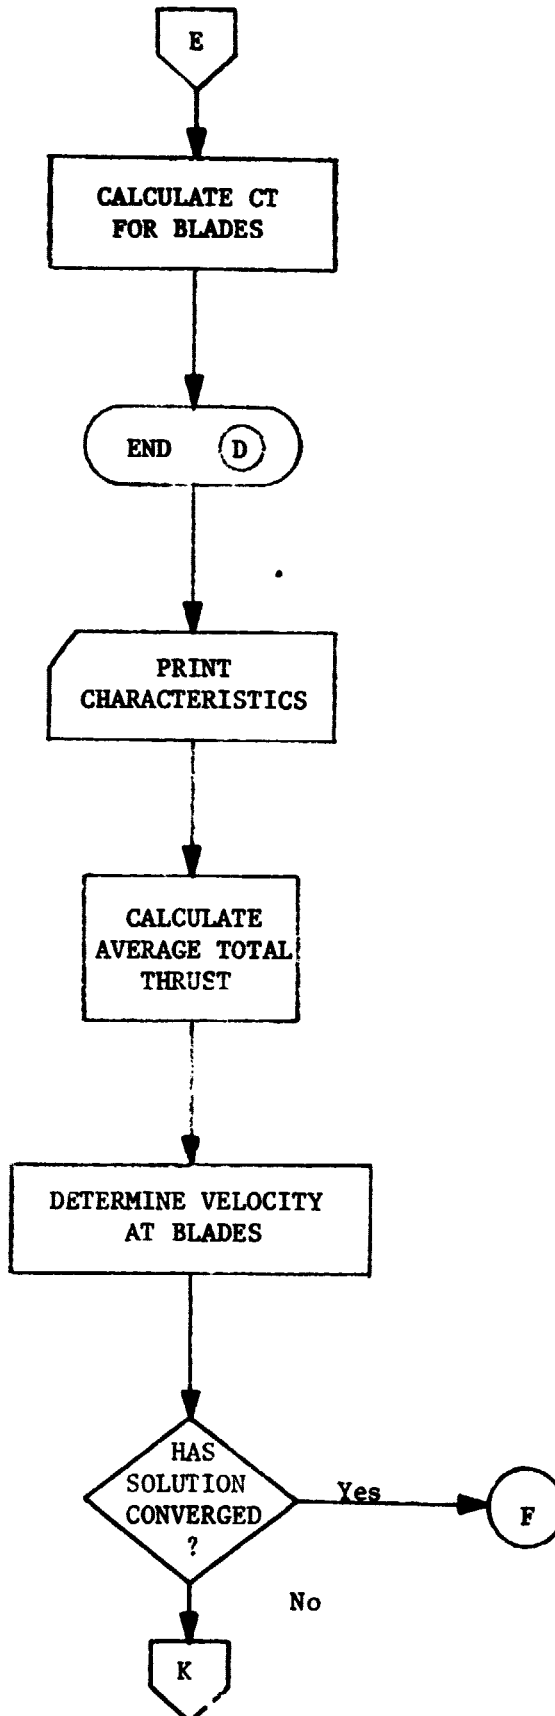 E
CALCULATE CT
FOR BLADES
END D
PRINT
CHARACTERISTICS
CALCULATE
AVERAGE TOTAL
THRUST
DETERMINE VELOCITY
AT BLADES
HAS
SOLUTION
CONVERGED
?
Yes
F
No
K